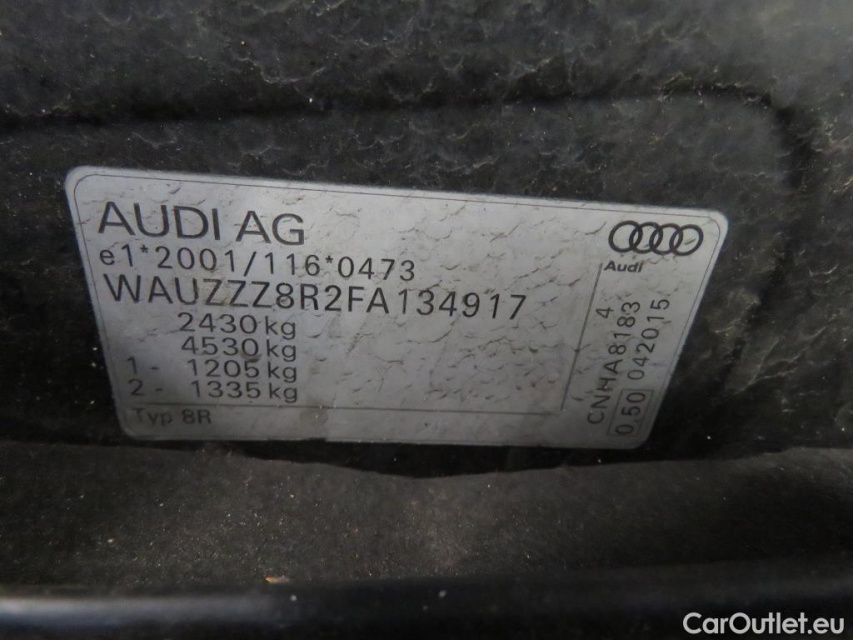 AUDI AG
e1*2001/116*0473
WAUZZZ8R2FA134917
2430 kg
4530 kg
1 - 1205 kg
2 - 1335 kg
Typ 8R
Audi
4
CNHA8183
0.50 042015
CarOutlet.eu